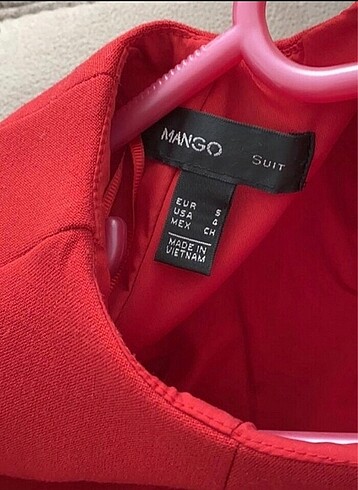 MANGO SUIT
EUR S
USA 4
MEX CH
MADE IN
VIETNAM